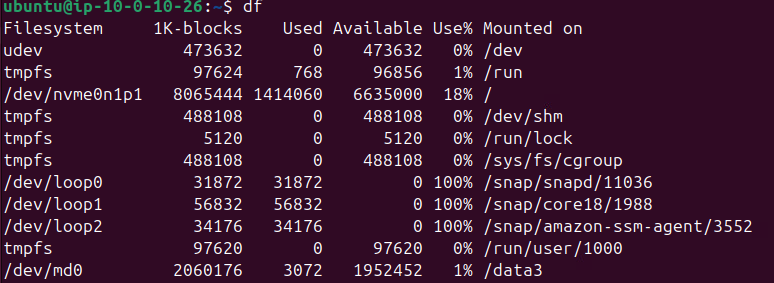 ubuntu@ip-10-0-10-26:~$ df
Filesystem     1K-blocks    Used Available Use% Mounted on
udev              473632       0    473632   0% /dev
tmpfs              97624     768     96856   1% /run
/dev/nvme0n1p1   8065444 1414060   6635000  18% /
tmpfs             488108       0    488108   0% /dev/shm
tmpfs               5120       0      5120   0% /run/lock
tmpfs             488108       0    488108   0% /sys/fs/cgroup
/dev/loop0         31872   31872         0 100% /snap/snapd/11036
/dev/loop1         56832   56832         0 100% /snap/core18/1988
/dev/loop2         34176   34176         0 100% /snap/amazon-ssm-agent/3552
tmpfs              97620       0     97620   0% /run/user/1000
/dev/md0         2060176    3072   1952452   1% /data3